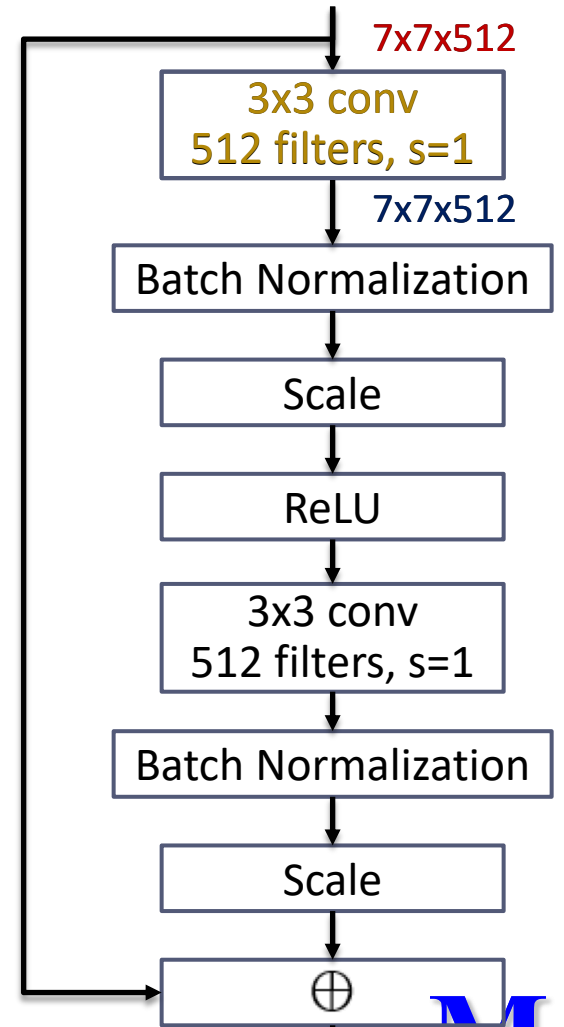 7x7x512
3x3 conv
512 filters, s=1
7x7x512
Batch Normalization
Scale
ReLU
3x3 conv
512 filters, s=1
Batch Normalization
Scale
⊕
M